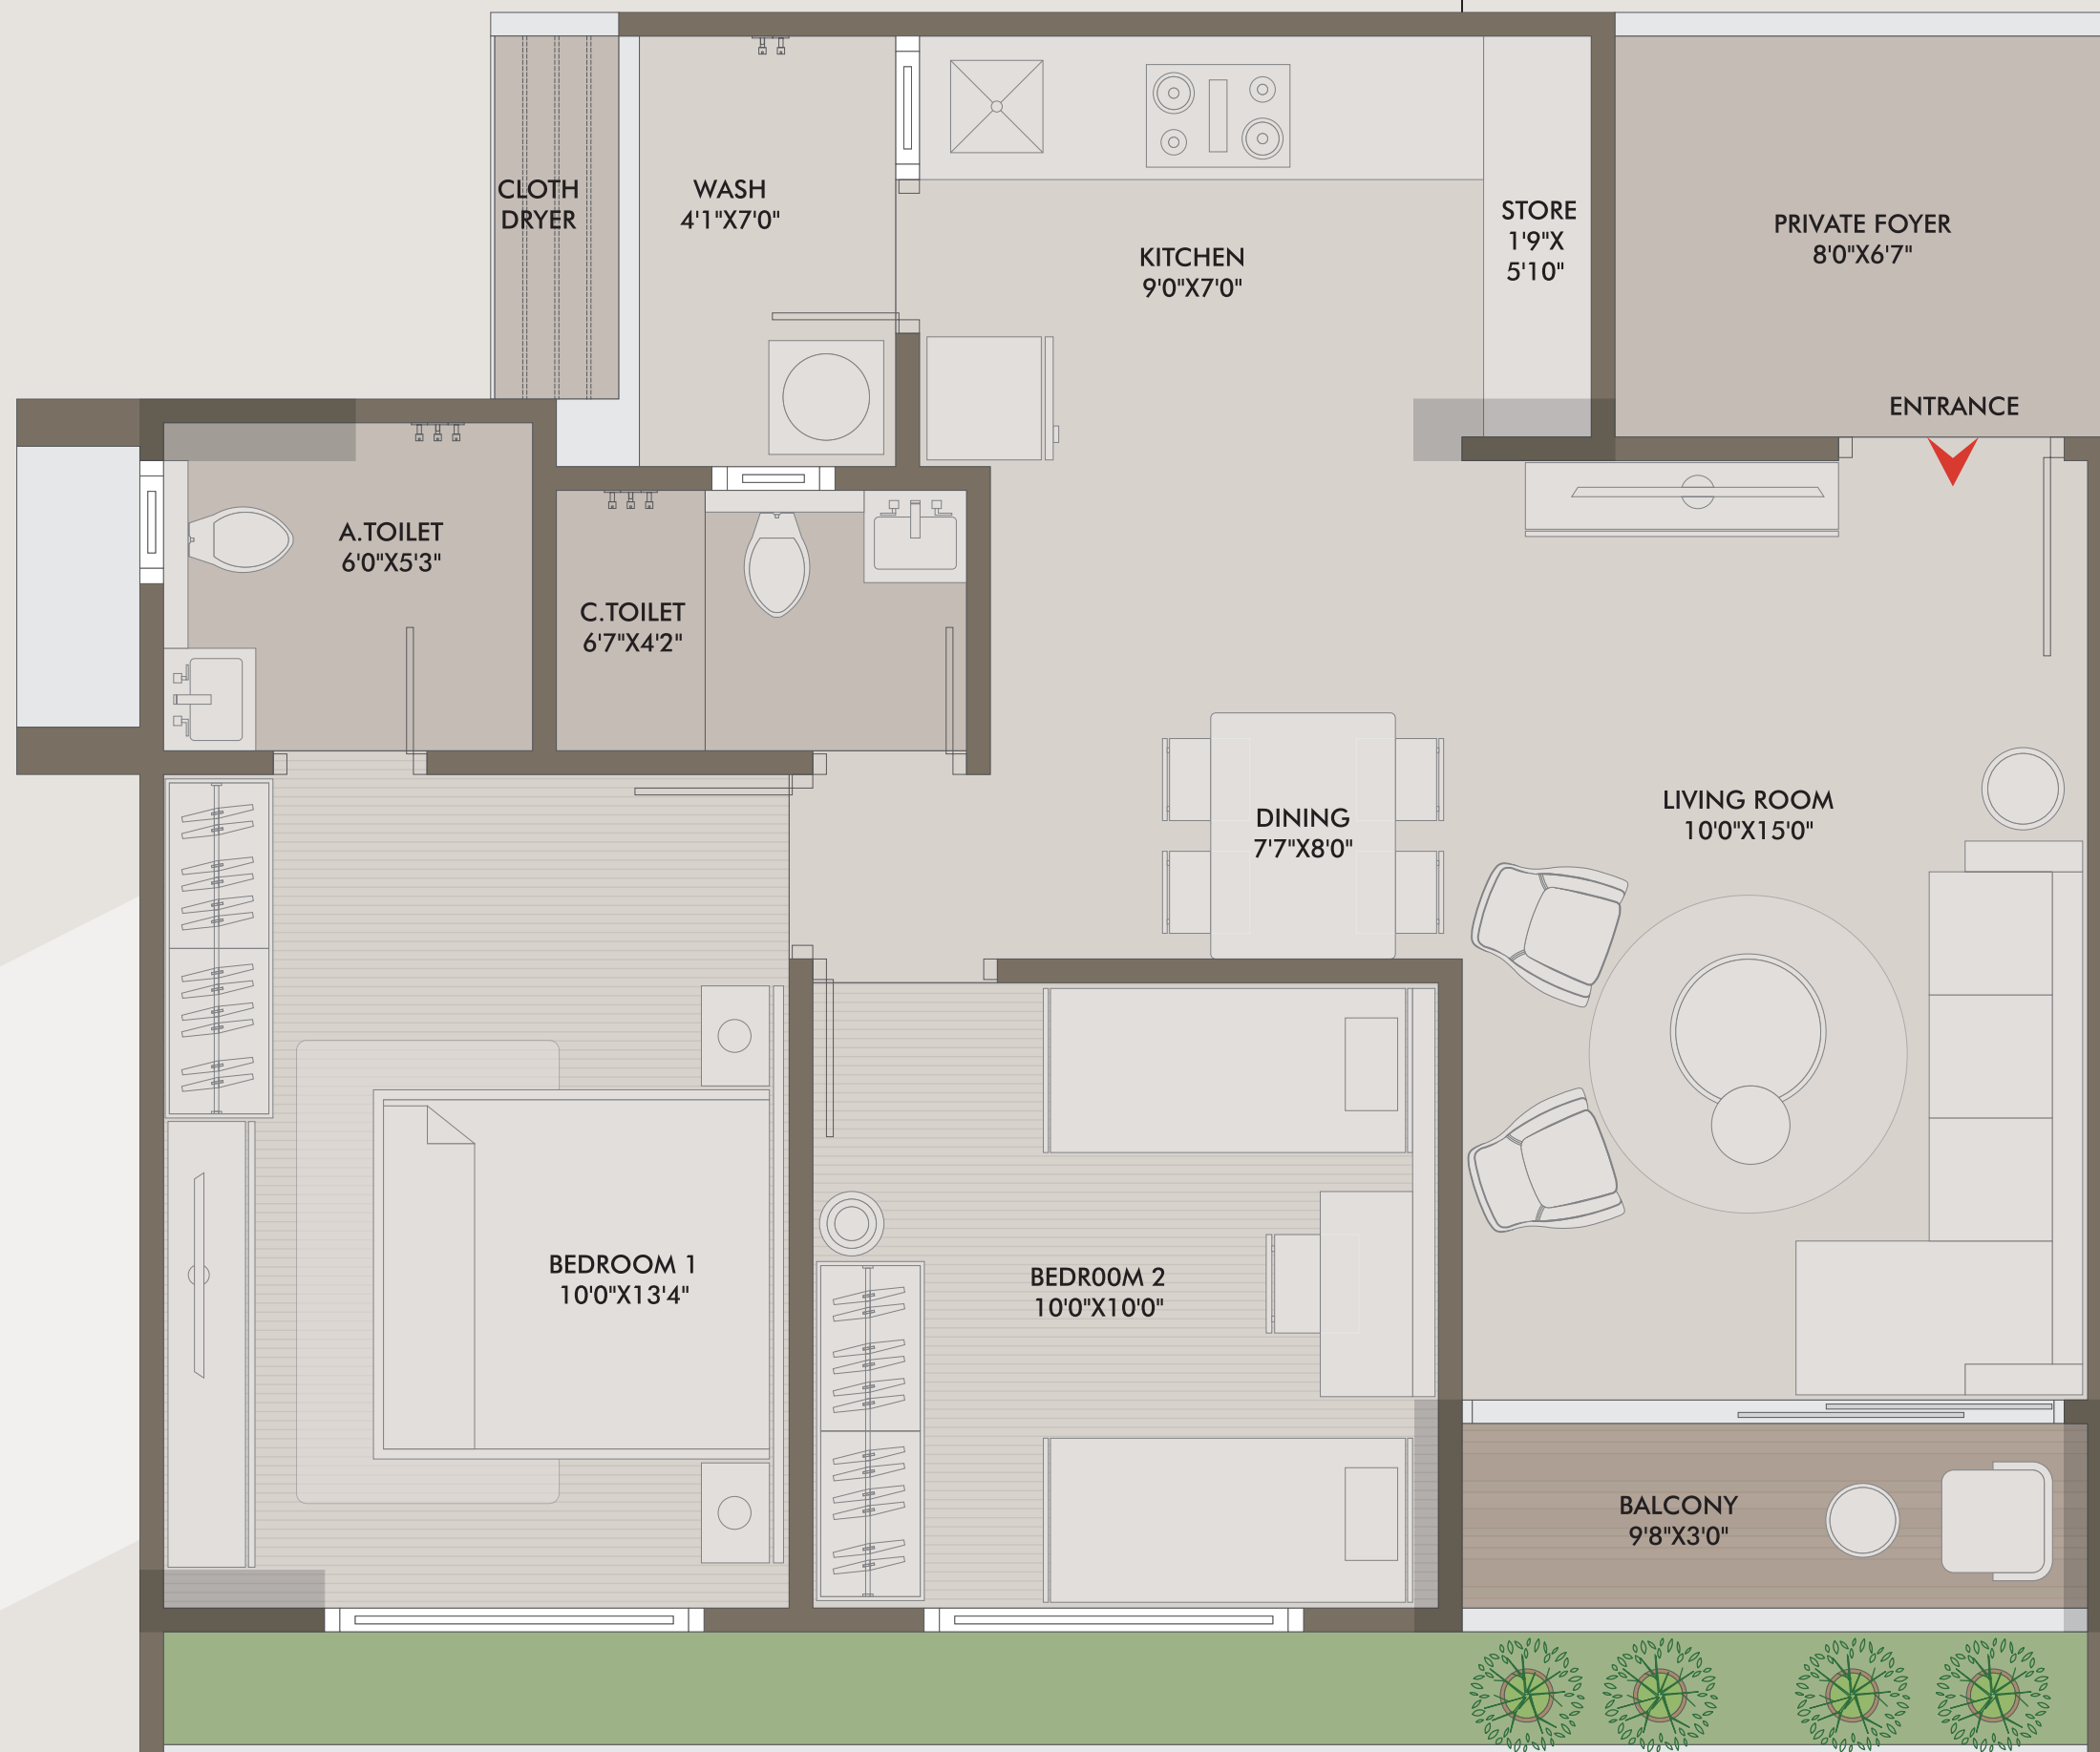 CLOTH
DRYER
WASH
4'1"X7'0"
KITCHEN
9'0"X7'0"
STORE
1'9"X
5'10"
PRIVATE FOYER
8'0"X6'7"
ENTRANCE
A.TOILET
6'0"X5'3"
C.TOILET
6'7"X4'2"
DINING
7'7"X8'0"
LIVING ROOM
10'0"X15'0"
BEDROOM 1
10'0"X13'4"
BEDR00M 2
10'0"X10'0"
BALCONY
9'8"X3'0"